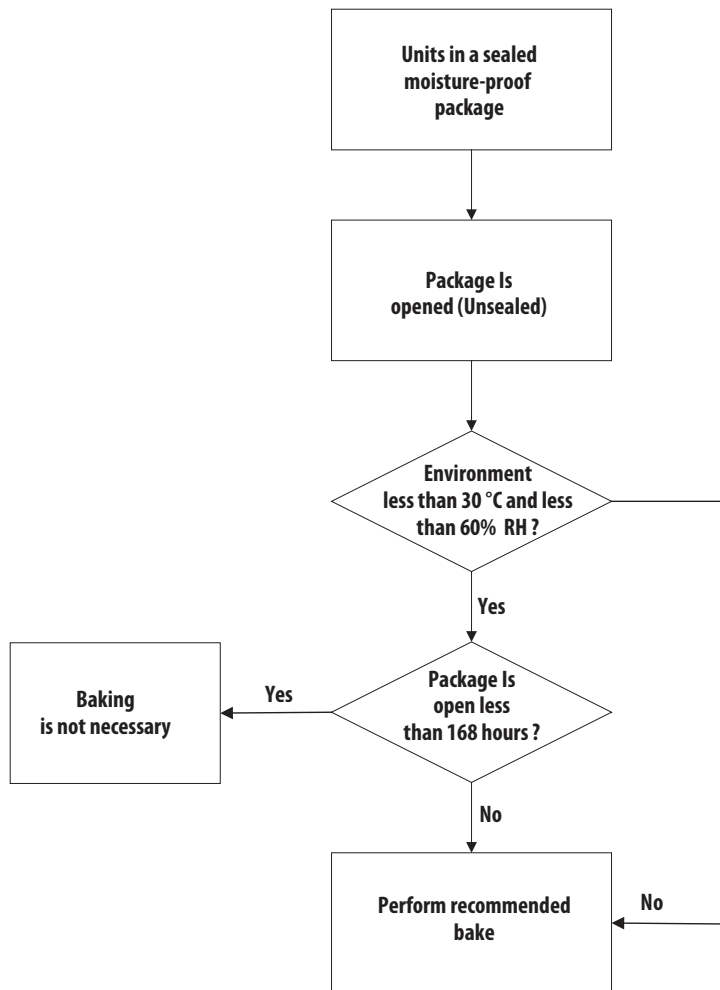 Units in a sealed
moisture-proof
package
Package Is
opened (Unsealed)
Environment
less than 30 °C and less
than 60% RH ?
Yes
Package Is
open less
than 168 hours ?
Yes
Baking
is not necessary
No
Perform recommended
bake
No